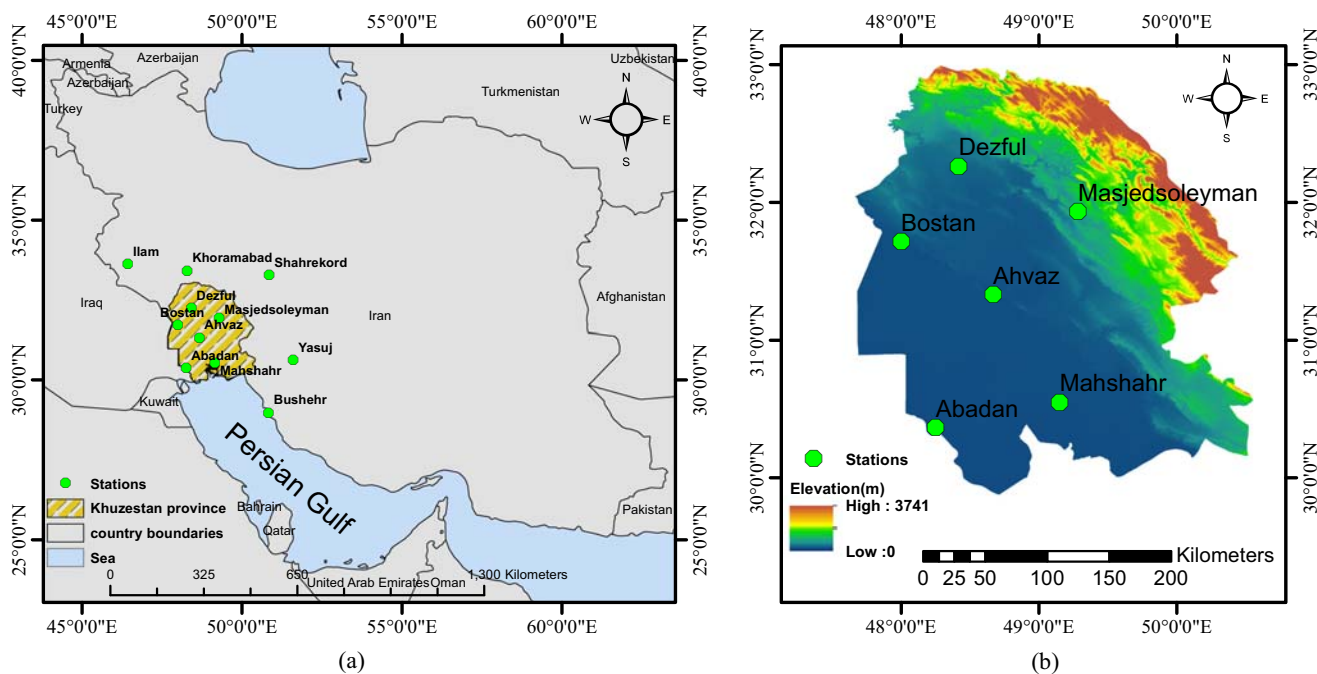 45°0'0"E 50°0'0"E 55°0'0"E 60°0'0"E
40°0'0"N
35°0'0"N
30°0'0"N
25°0'0"N
Armenia
Azerbaijan
Azerbaijan
Uzbekistan
Turkey
Turkmenistan
N
W E
S
Ilam
Khoramabad
Shahrekord
Iraq
Dezful
Bostan
Masjedsoleyman
Ahvaz
Iran
Afghanistan
Abadan
Mahshahr
Yasuj
Kuwait
Bushehr
Persian Gulf
Stations
Khuzestan province
country boundaries
Sea
Bahrain
Qatar
Pakistan
0 325 650 1,300 Kilometers
United Arab Emirates
Oman
25°0'0"N
30°0'0"N
35°0'0"N
40°0'0"N
45°0'0"E 50°0'0"E 55°0'0"E 60°0'0"E
(a)
48°0'0"E 49°0'0"E 50°0'0"E
33°0'0"N
32°0'0"N
31°0'0"N
30°0'0"N
N
W E
S
Dezful
Masjedsoleyman
Bostan
Ahvaz
Mahshahr
Abadan
Stations
Elevation(m)
High : 3741
Low :0
Kilometers
0 25 50 100 150 200
33°0'0"N
32°0'0"N
31°0'0"N
30°0'0"N
48°0'0"E 49°0'0"E 50°0'0"E
(b)